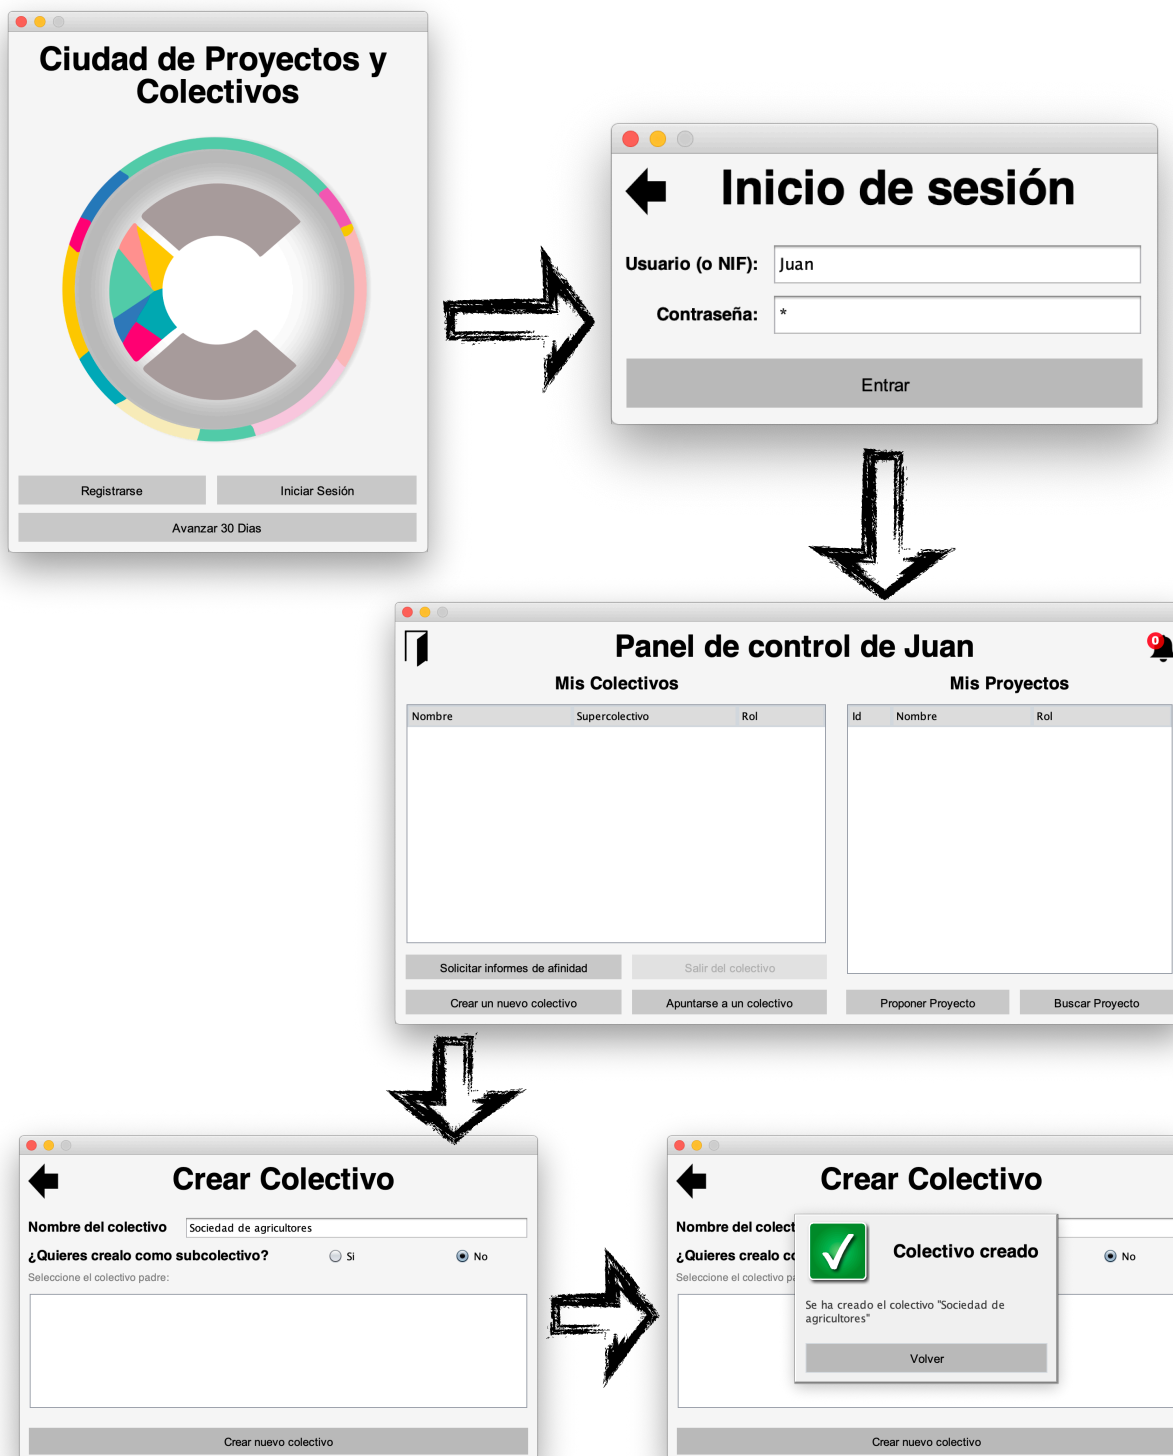 Ciudad de Proyectos y
Colectivos
Registrarse
Iniciar Sesión
Avanzar 30 Dias
Inicio de sesión
Usuario (o NIF):
Juan
Contraseña:
*
Entrar
Panel de control de Juan
0
Mis Colectivos
Mis Proyectos
Nombre
Supercolectivo
Rol
Id
Nombre
Rol
Solicitar informes de afinidad
Salir del colectivo
Crear un nuevo colectivo
Apuntarse a un colectivo
Proponer Proyecto
Buscar Proyecto
Crear Colectivo
Nombre del colectivo
Sociedad de agricultores
¿Quieres crealo como subcolectivo?
Si
No
Seleccione el colectivo padre:
Crear nuevo colectivo
Crear Colectivo
Nombre del colect
¿Quieres crealo co
No
Seleccione el colectivo pa
Colectivo creado
Se ha creado el colectivo "Sociedad de
agricultores"
Volver
Crear nuevo colectivo